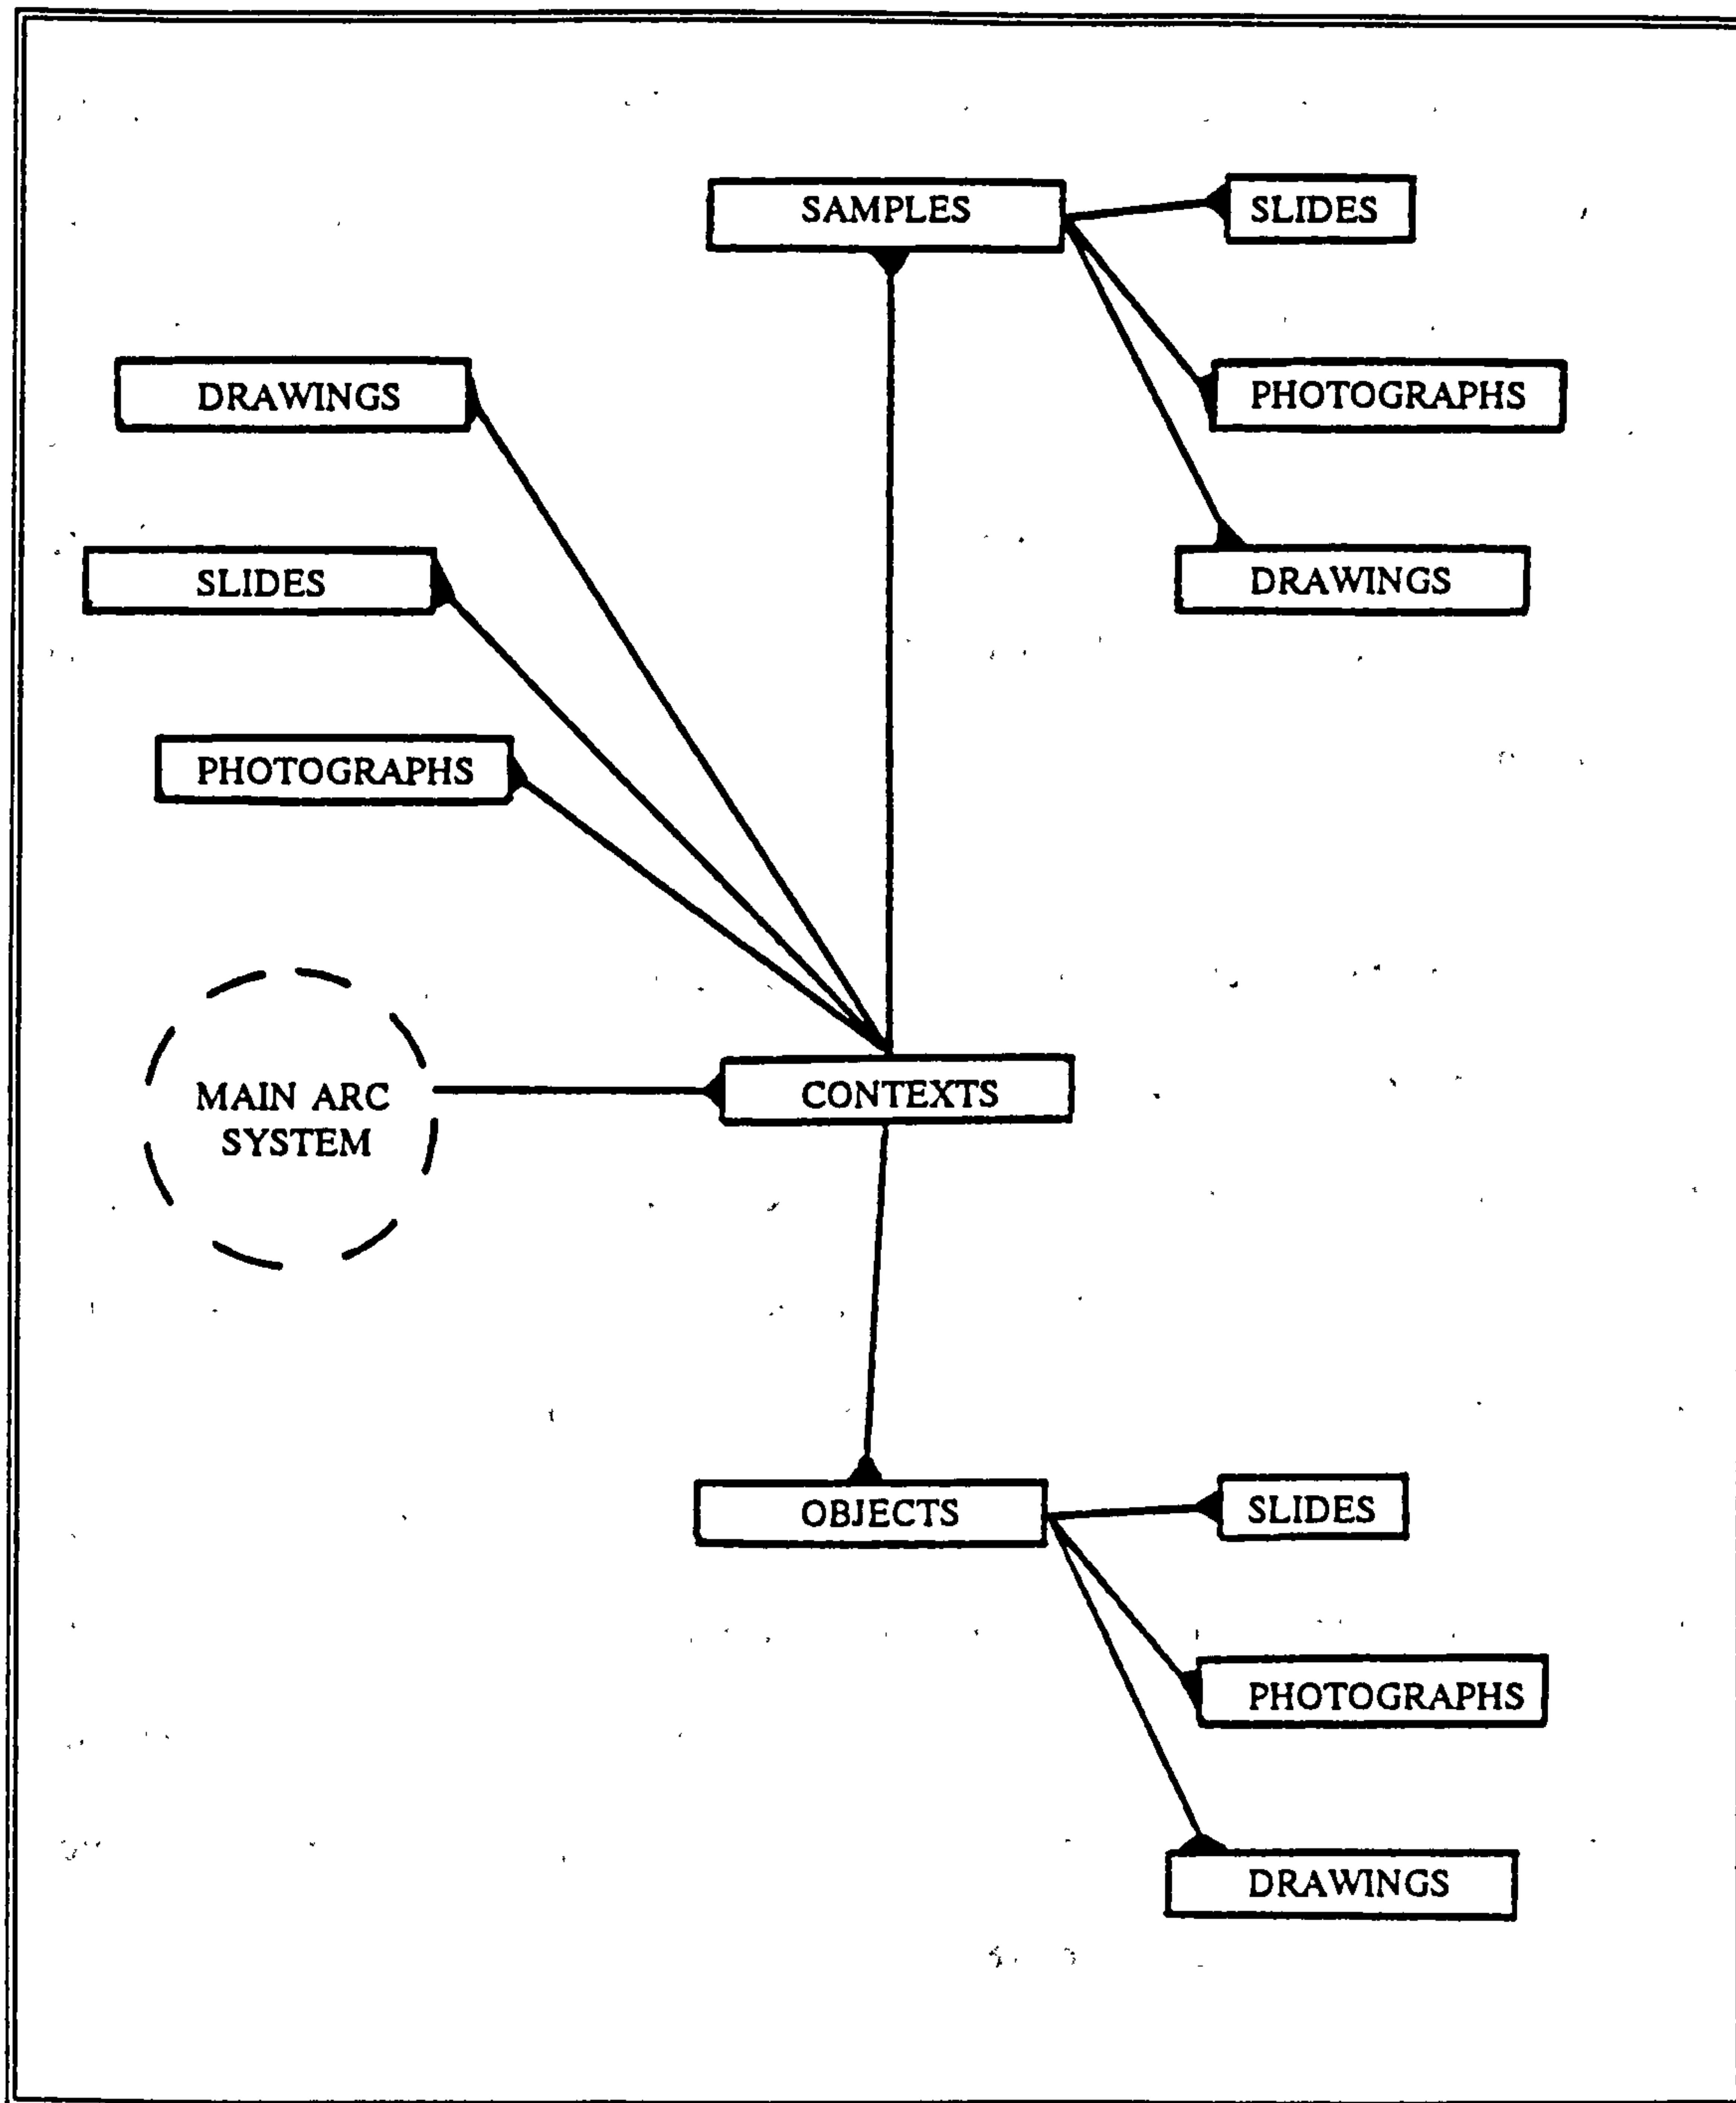 SAMPLES
SLIDES
DRAWINGS
PHOTOGRAPHS
SLIDES
DRAWINGS
PHOTOGRAPHS
MAIN ARC
SYSTEM
CONTEXTS
OBJECTS
SLIDES
PHOTOGRAPHS
DRAWINGS